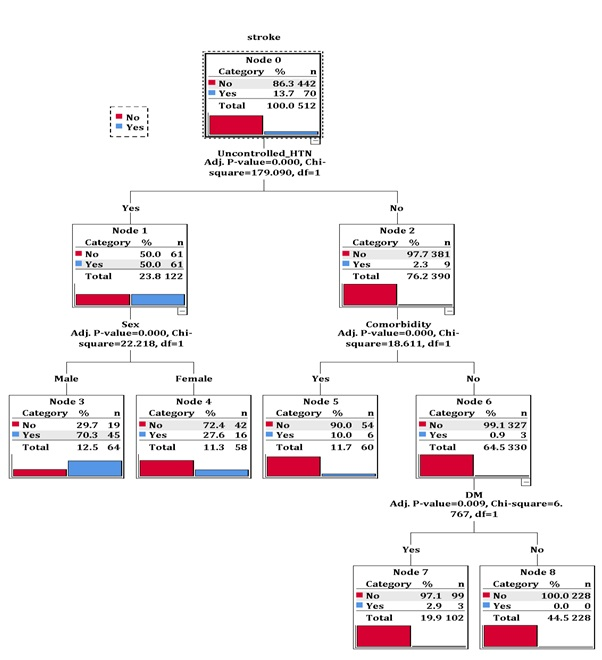 stroke
Node 0
Category % n
No 86.3 442
Yes 13.7 70
Total 100.0 512
No
Yes
Uncontrolled_HTN
Adj. P-value=0.000, Chi-
square=179.090, df=1
Yes
No
Node 1
Category % n
No 50.0 61
Yes 50.0 61
Total 23.8 122
Node 2
Category % n
No 97.7 381
Yes 2.3 9
Total 76.2 390
Sex
Adj. P-value=0.000, Chi-
square=22.218, df=1
Comorbidity
Adj. P-value=0.000, Chi-
square=18.611, df=1
Male
Female
Yes
No
Node 3
Category % n
No 29.7 19
Yes 70.3 45
Total 12.5 64
Node 4
Category % n
No 72.4 42
Yes 27.6 16
Total 11.3 58
Node 5
Category % n
No 90.0 54
Yes 10.0 6
Total 11.7 60
Node 6
Category % n
No 99.1 327
Yes 0.9 3
Total 64.5 330
DM
Adj. P-value=0.009, Chi-square=6.
767, df=1
Yes
No
Node 7
Category % n
No 97.1 99
Yes 2.9 3
Total 19.9 102
Node 8
Category % n
No 100.0 228
Yes 0.0 0
Total 44.5 228